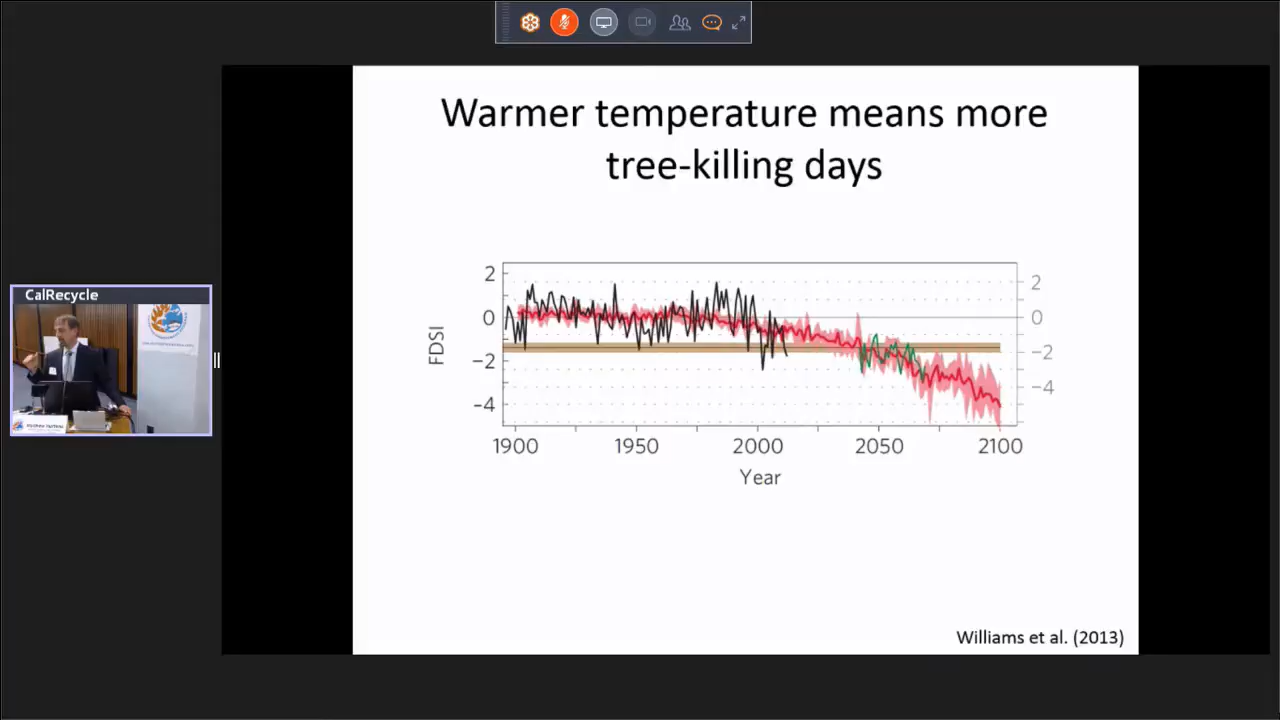 CalRecycle
Warmer temperature means more
tree-killing days
2
0
−2
−4
FDSI
2
0
−2
−4
1900 1950 2000 2050 2100
Year
Williams et al. (2013)